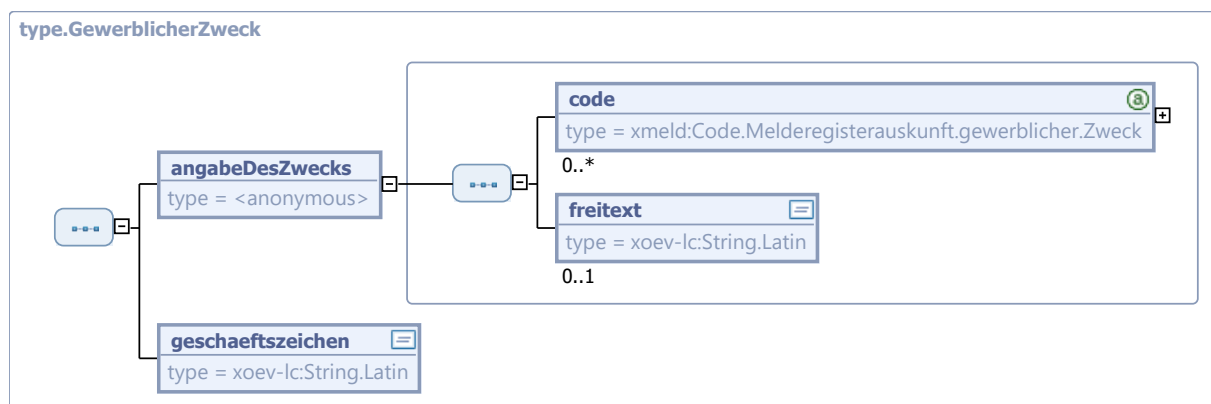 type.GewerblicherZweck
angabeDesZwecks
type = <anonymous>
code
a
type = xmeld:Code.Melderegisterauskunft.gewerblicher.Zweck
0..*
freitext
type = xoev-lc:String.Latin
0..1
geschaeftszeichen
type = xoev-lc:String.Latin